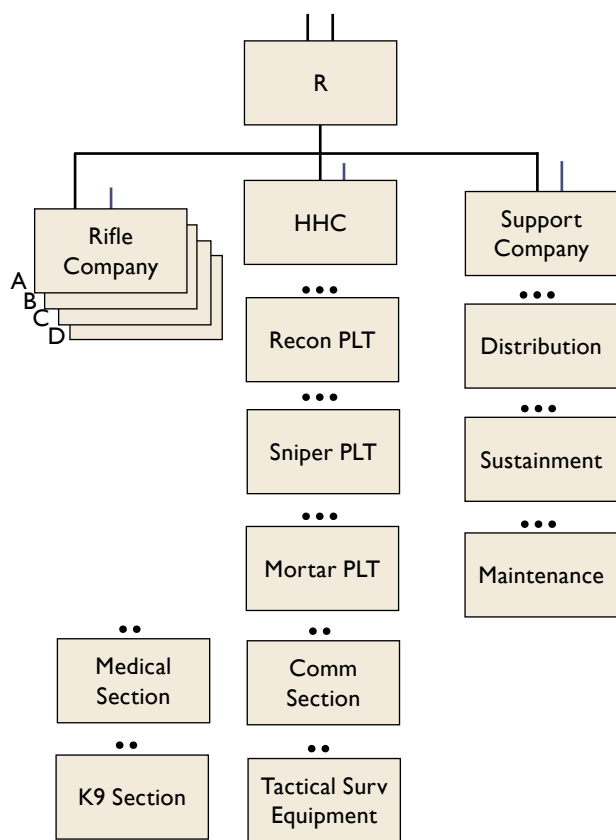 R
Rifle
Company
A
B
C
D
HHC
Support
Company
Recon PLT
Distribution
Sniper PLT
Sustainment
Mortar PLT
Maintenance
Medical
Section
Comm
Section
K9 Section
Tactical Surv
Equipment